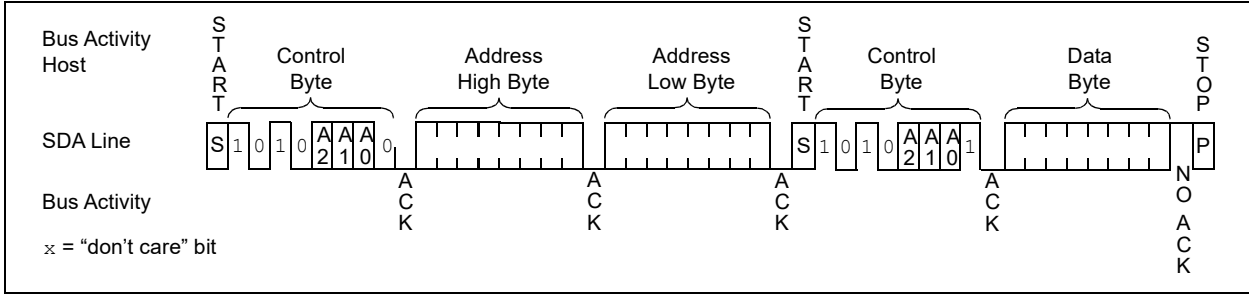 Bus Activity
Host
START
Control
Byte
Address
High Byte
Address
Low Byte
START
Control
Byte
Data
Byte
STOP
SDA Line
S 1 0 1 0 A2 A1 A0 0 S 1 0 1 0 A2 A1 A0 1 P
Bus Activity
ACK
ACK
ACK
ACK
NO ACK
x = “don’t care” bit